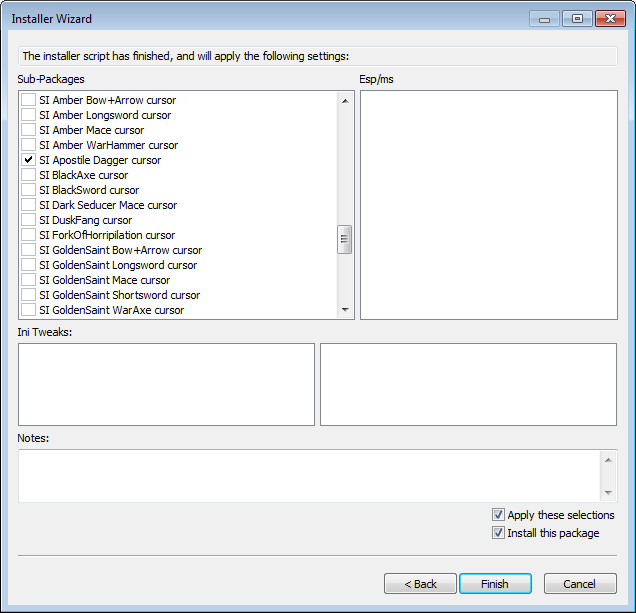 Installer Wizard
The installer script has finished, and will apply the following settings:
Sub-Packages
Esp/ms
SI Amber Bow+Arrow cursor
SI Amber Longsword cursor
SI Amber Mace cursor
SI Amber WarHammer cursor
SI Apostile Dagger cursor
SI BlackAxe cursor
SI BlackSword cursor
SI Dark Seducer Mace cursor
SI DuskFang cursor
SI ForkOfHorripilation cursor
SI GoldenSaint Bow+Arrow cursor
SI GoldenSaint Longsword cursor
SI GoldenSaint Mace cursor
SI GoldenSaint Shortsword cursor
SI GoldenSaint WarAxe cursor
Ini Tweaks:
Notes:
Apply these selections
Install this package
< Back
Finish
Cancel